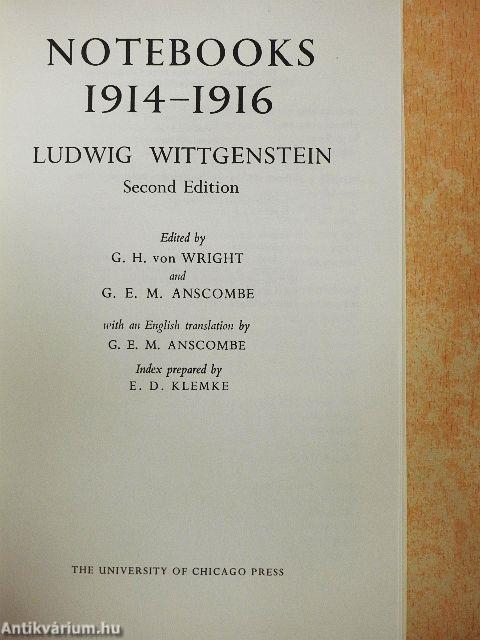 NOTEBOOKS
1914–1916
LUDWIG WITTGENSTEIN
Second Edition
Edited by
G. H. von WRIGHT
and
G. E. M. ANSCOMBE
with an English translation by
G. E. M. ANSCOMBE
Index prepared by
E. D. KLEMKE
THE UNIVERSITY OF CHICAGO PRESS
Antikvárium.hu